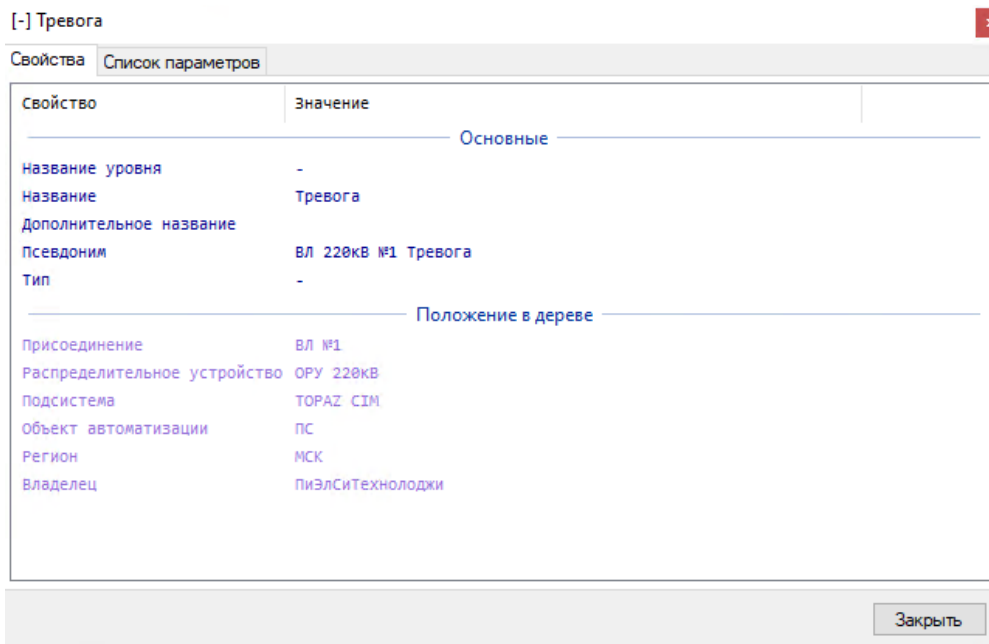 [-] Тревога
Свойства Список параметров
Свойство Значение
Основные
Название уровня -
Название Тревога
Дополнительное название
Псевдоним ВЛ 220кВ №1 Тревога
Тип -
Положение в дереве
Присоединение ВЛ №1
Распределительное устройство ОРУ 220кВ
Подсистема TOPAZ CIM
Объект автоматизации ПС
Регион МСК
Владелец ПиЭлСиТехнолоджи
Закрыть